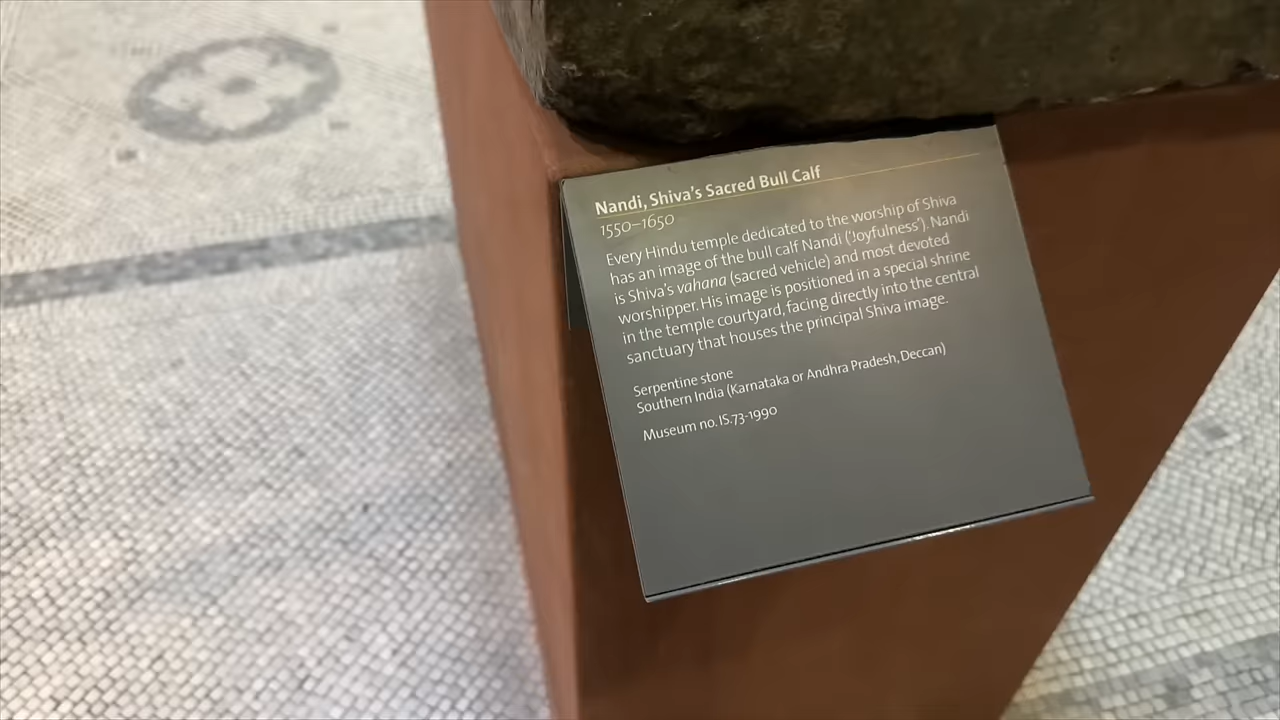 Nandi, Shiva's Sacred Bull Calf
1550–1650
Every Hindu temple dedicated to the worship of Shiva
has an image of the bull calf Nandi ('Joyfulness'). Nandi
is Shiva's vahana (sacred vehicle) and most devoted
worshipper. His image is positioned in a special shrine
in the temple courtyard, facing directly into the central
sanctuary that houses the principal Shiva image.
Serpentine stone
Southern India (Karnataka or Andhra Pradesh, Deccan)
Museum no. IS.73-1990